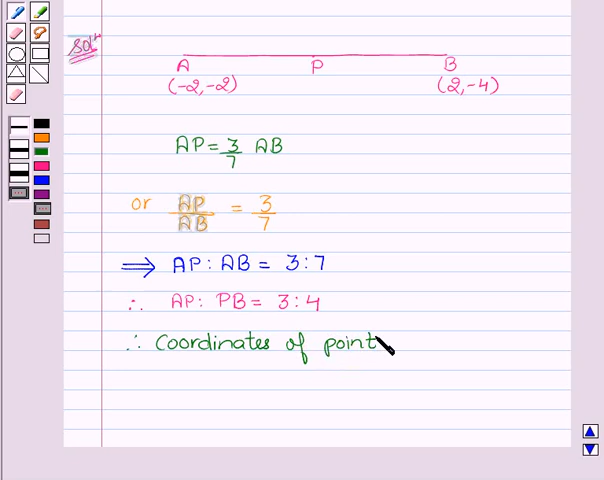 Solⁿ
A P B
(-2,-2) (2,-4)
AP = 3/7 AB
or AP/AB = 3/7
⟹ AP : AB = 3 : 7
∴ AP : PB = 3 : 4
∴ Coordinates of point